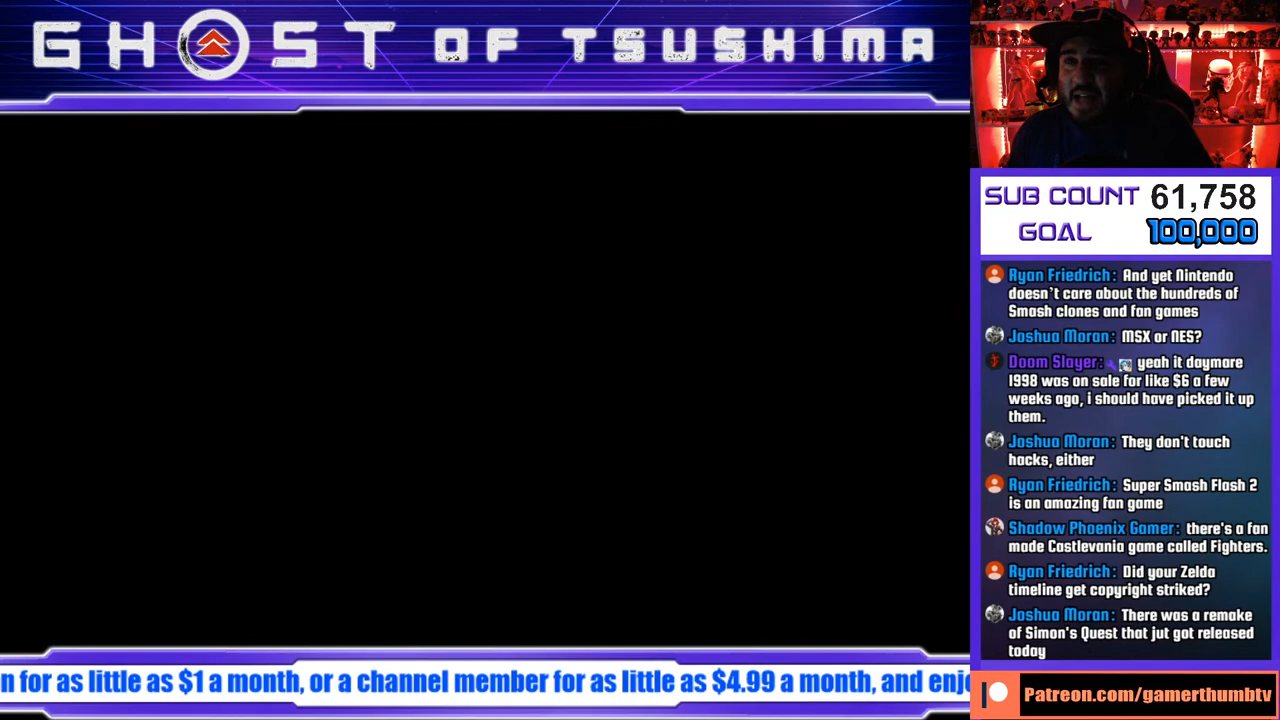 GHOST OF TSUSHIMA
SUB COUNT 61,758
GOAL 100,000
Ryan Friedrich: And yet Nintendo
doesn't care about the hundreds of
Smash clones and fan games
Joshua Moran: MSX or NES?
Doom Slayer: yeah it daymare
1998 was on sale for like $6 a few
weeks ago, i should have picked it up
them.
Joshua Moran: They don't touch
hacks, either
Ryan Friedrich: Super Smash Flash 2
is an amazing fan game
Shadow Phoenix Gamer: there's a fan
made Castlevania game called Fighters.
Ryan Friedrich: Did your Zelda
timeline get copyright striked?
Joshua Moran: There was a remake
of Simon's Quest that jut got released
today
n for as little as $1 a month, or a channel member for as little as $4.99 a month, and enjo
Patreon.com/gamerthumbtv